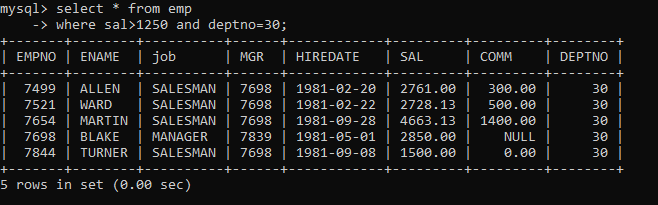 mysql> select * from emp
    -> where sal>1250 and deptno=30;
+-------+--------+----------+------+------------+---------+---------+--------+
| EMPNO | ENAME  | job      | MGR  | HIREDATE   | SAL     | COMM    | DEPTNO |
+-------+--------+----------+------+------------+---------+---------+--------+
|  7499 | ALLEN  | SALESMAN | 7698 | 1981-02-20 | 2761.00 |  300.00 |     30 |
|  7521 | WARD   | SALESMAN | 7698 | 1981-02-22 | 2728.13 |  500.00 |     30 |
|  7654 | MARTIN | SALESMAN | 7698 | 1981-09-28 | 4663.13 | 1400.00 |     30 |
|  7698 | BLAKE  | MANAGER  | 7839 | 1981-05-01 | 2850.00 |    NULL |     30 |
|  7844 | TURNER | SALESMAN | 7698 | 1981-09-08 | 1500.00 |    0.00 |     30 |
+-------+--------+----------+------+------------+---------+---------+--------+
5 rows in set (0.00 sec)